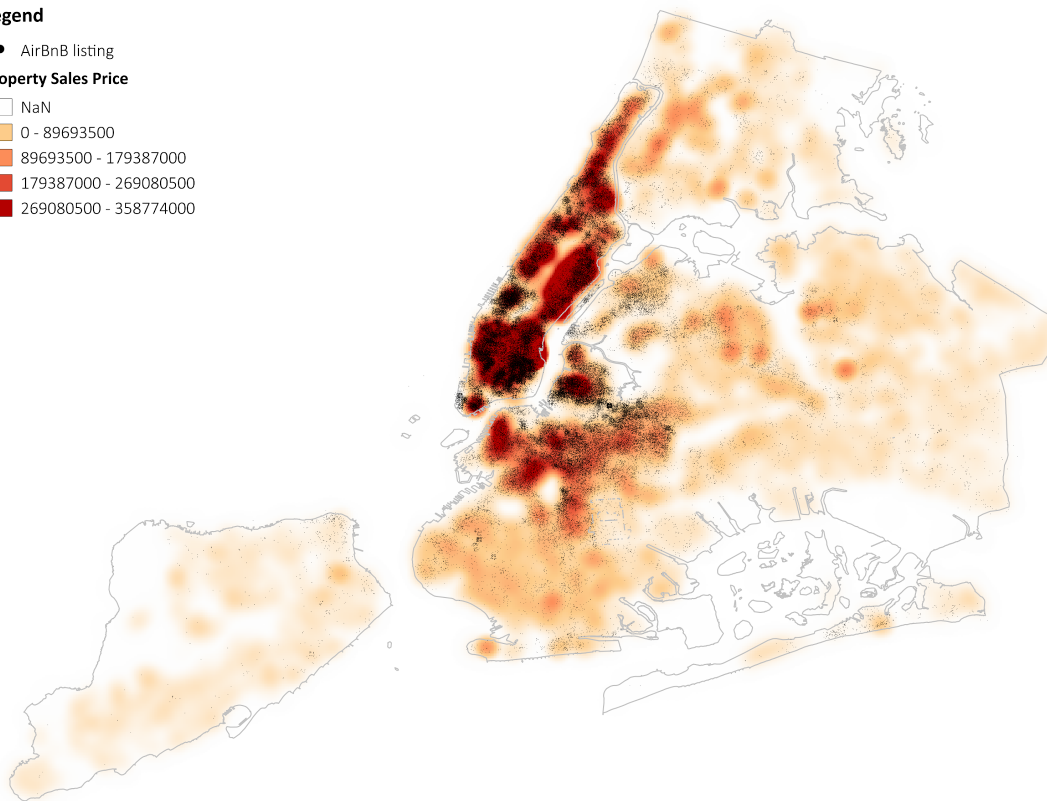 egend
AirBnB listing
operty Sales Price
NaN
0 - 89693500
89693500 - 179387000
179387000 - 269080500
269080500 - 358774000